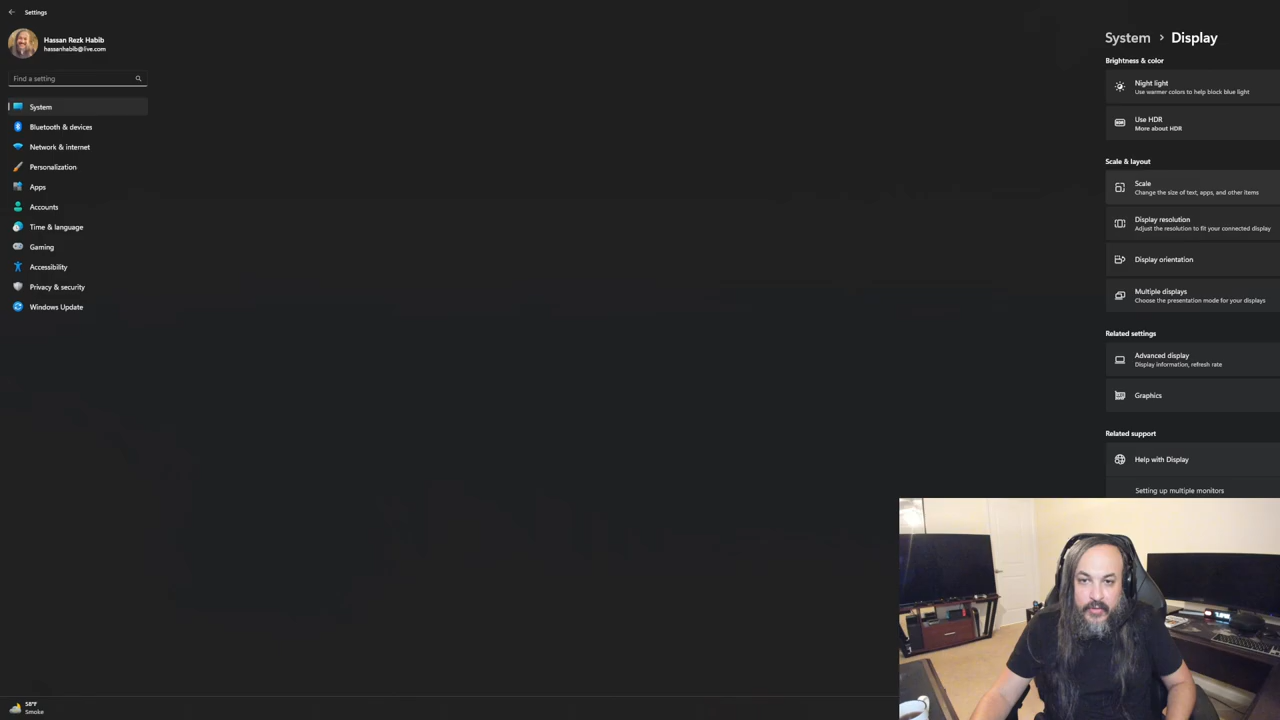 Settings
Hassan Rezk Habib
hassanhabib@live.com
Find a setting
System
Bluetooth & devices
Network & internet
Personalization
Apps
Accounts
Time & language
Gaming
Accessibility
Privacy & security
Windows Update
System > Display
Brightness & color
Night light
Use warmer colors to help block blue light
HDR
Use HDR
More about HDR
Scale & layout
Scale
Change the size of text, apps, and other items
Display resolution
Adjust the resolution to fit your connected display
Display orientation
Multiple displays
Choose the presentation mode for your displays
Related settings
Advanced display
Display information, refresh rate
Graphics
Related support
Help with Display
Setting up multiple monitors
58°F
Smoke